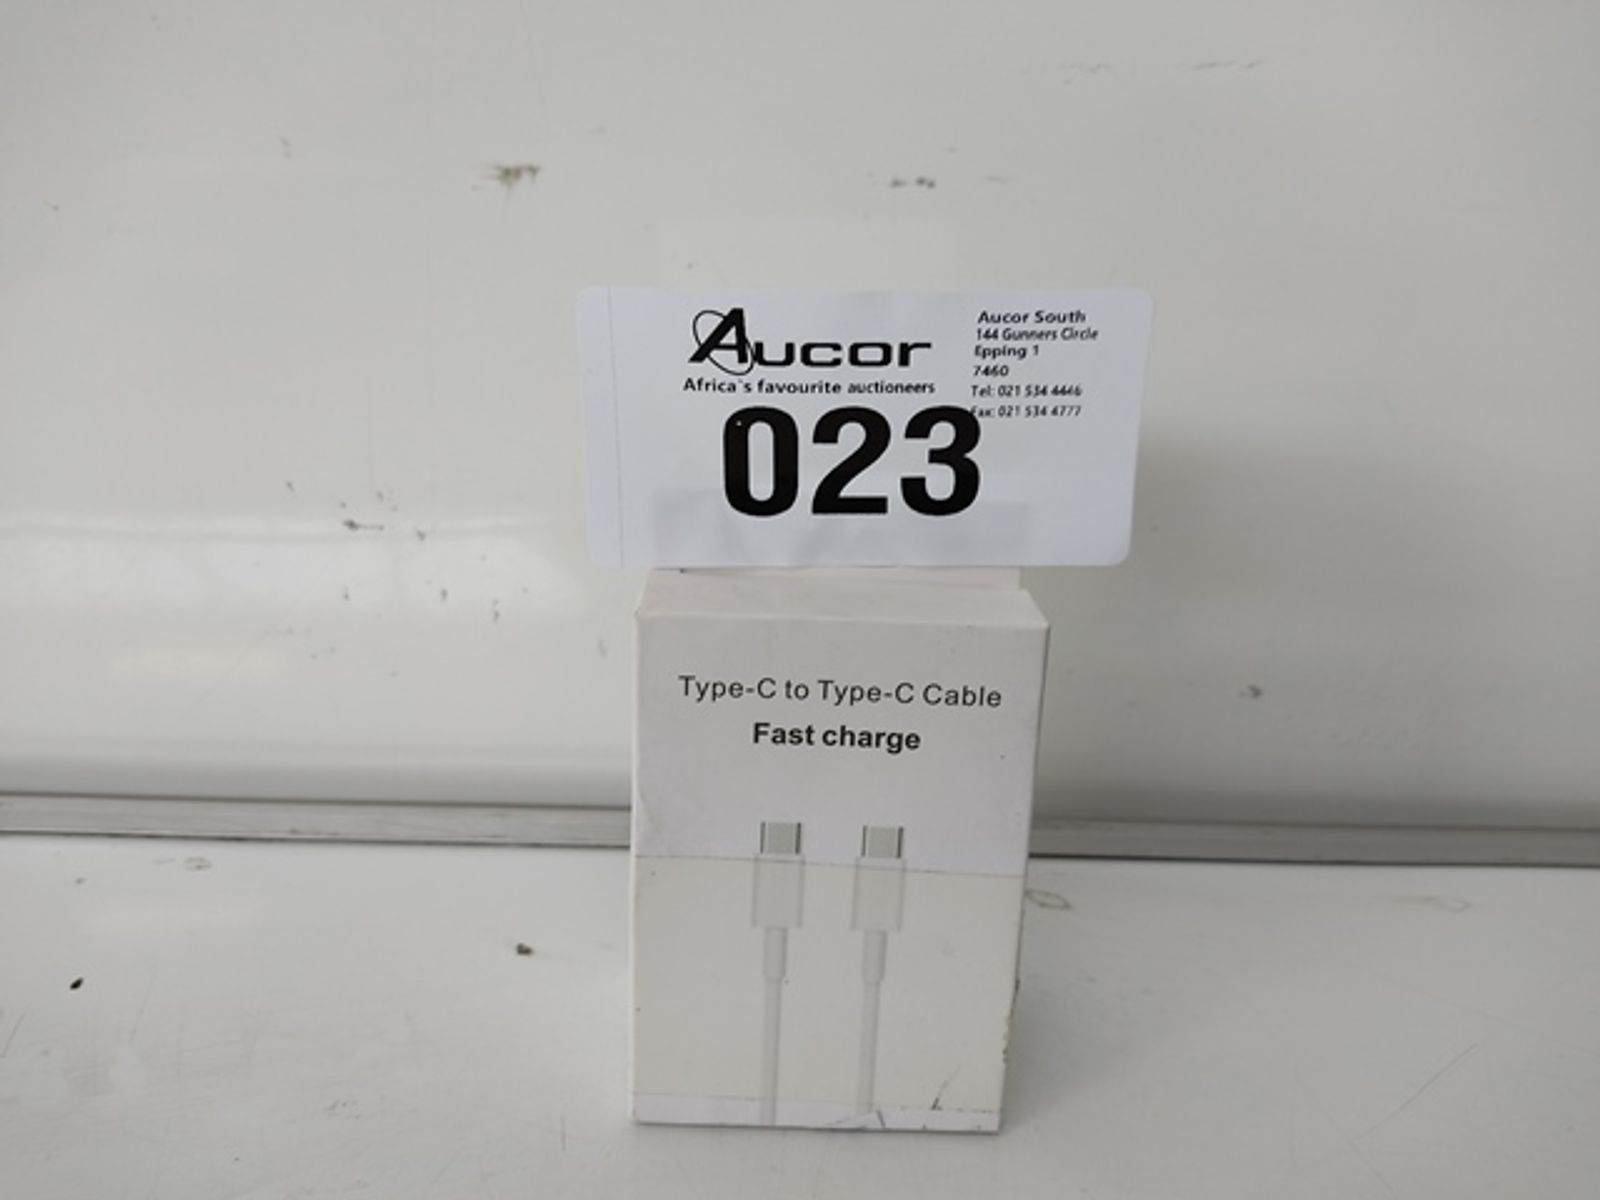 Aucor
Africa's favourite auctioneers
Aucor South
144 Gunners Circle
Epping 1
7460
Tel: 021 534 4446
Fax: 021 534 4777
023
Type-C to Type-C Cable
Fast charge